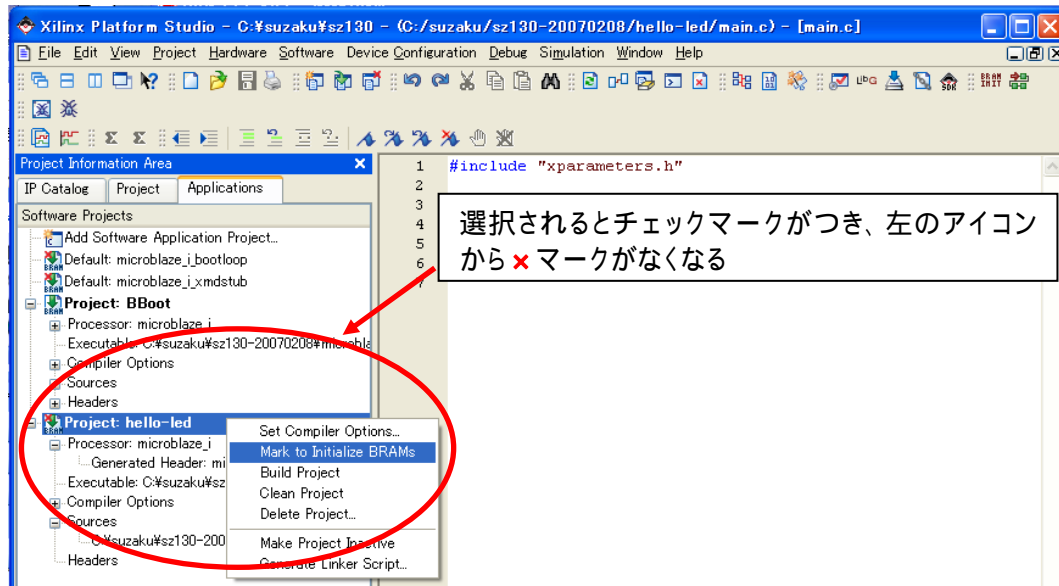 Xilinx Platform Studio - C:¥suzaku¥sz130 - (C:/suzaku/sz130-20070208/hello-led/main.c) - [main.c]
File Edit View Project Hardware Software Device Configuration Debug Simulation Window Help
Project Information Area
IP Catalog Project Applications
Software Projects
Add Software Application Project...
Default: microblaze_i_bootloop
Default: microblaze_i_xmdstub
Project: BBoot
Processor: microblaze_i
Executable: C:¥suzaku¥sz130-20070208¥microbla
Compiler Options
Sources
Headers
Project: hello-led
Processor: microblaze_i
Generated Header: mi
Executable: C:¥suzaku¥sz
Compiler Options
Sources
C:¥suzaku¥sz130-200
Headers
Set Compiler Options...
Mark to Initialize BRAMs
Build Project
Clean Project
Delete Project...
Make Project Inactive
Generate Linker Script...
1 #include "xparameters.h"
2
3
4
5
6
7
選択されるとチェックマークがつき、左のアイコン
から×マークがなくなる